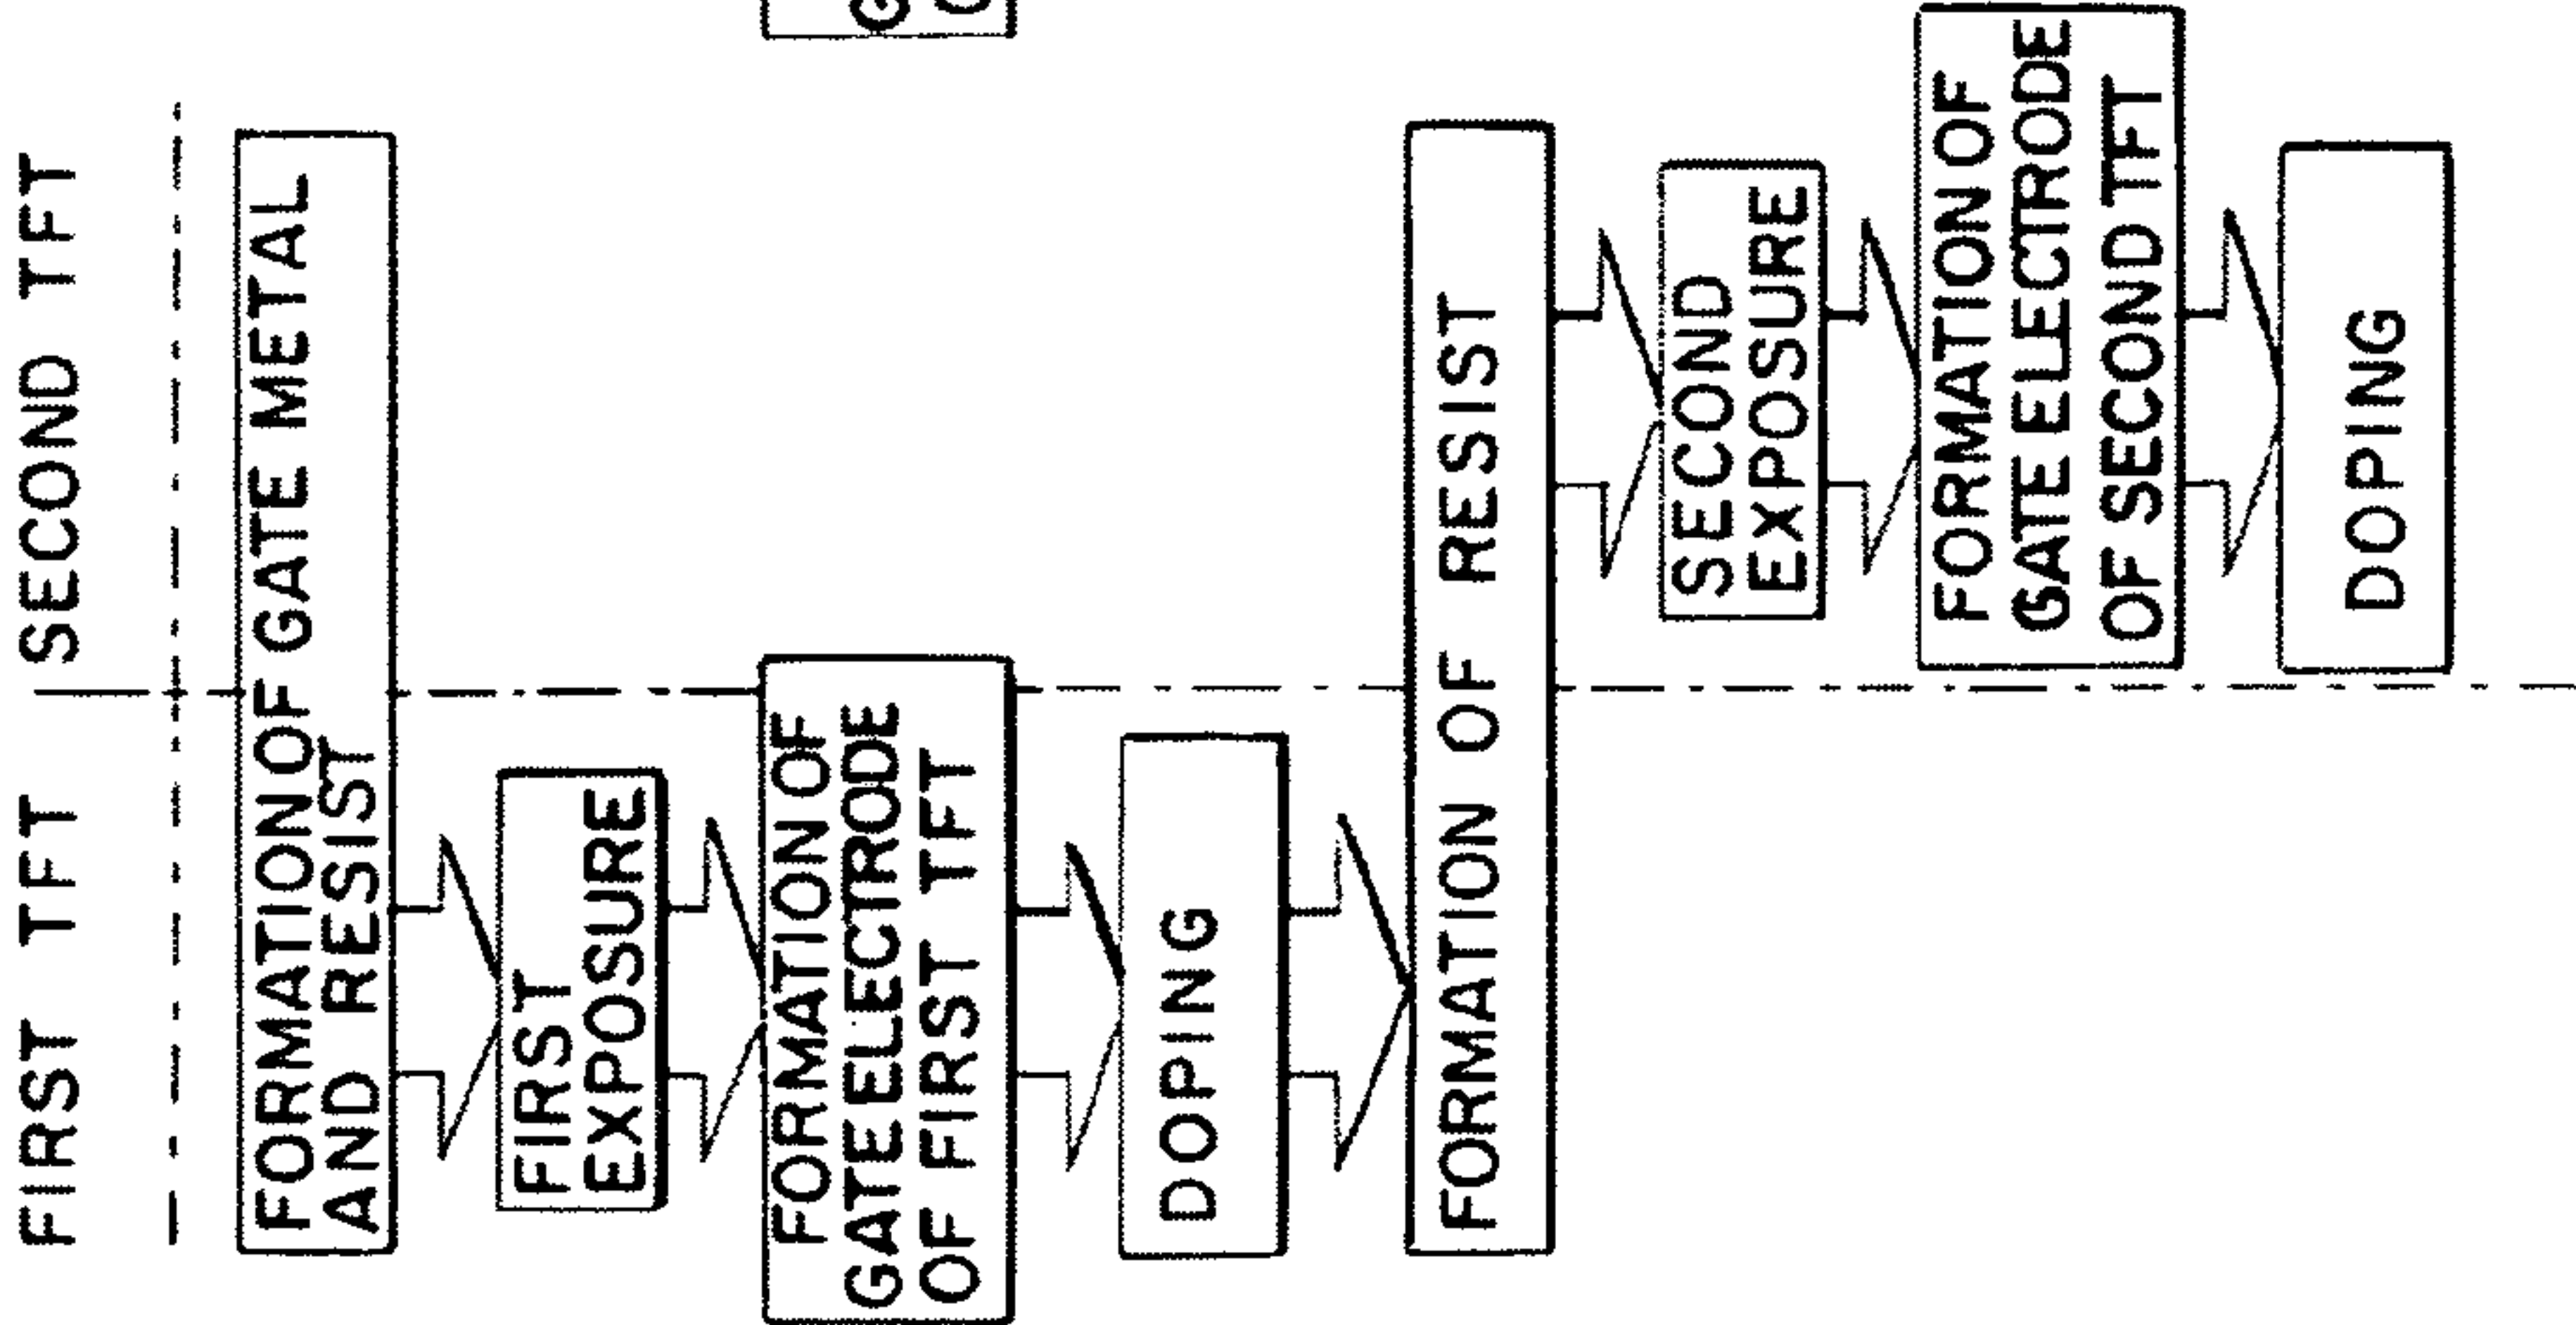 FIRST TFT
SECOND TFT
FORMATION OF GATE METAL
AND RESIST
FIRST
EXPOSURE
FORMATION OF
GATE ELECTRODE
OF FIRST TFT
DOPING
FORMATION OF RESIST
SECOND
EXPOSURE
FORMATION OF
GATE ELECTRODE
OF SECOND TFT
DOPING